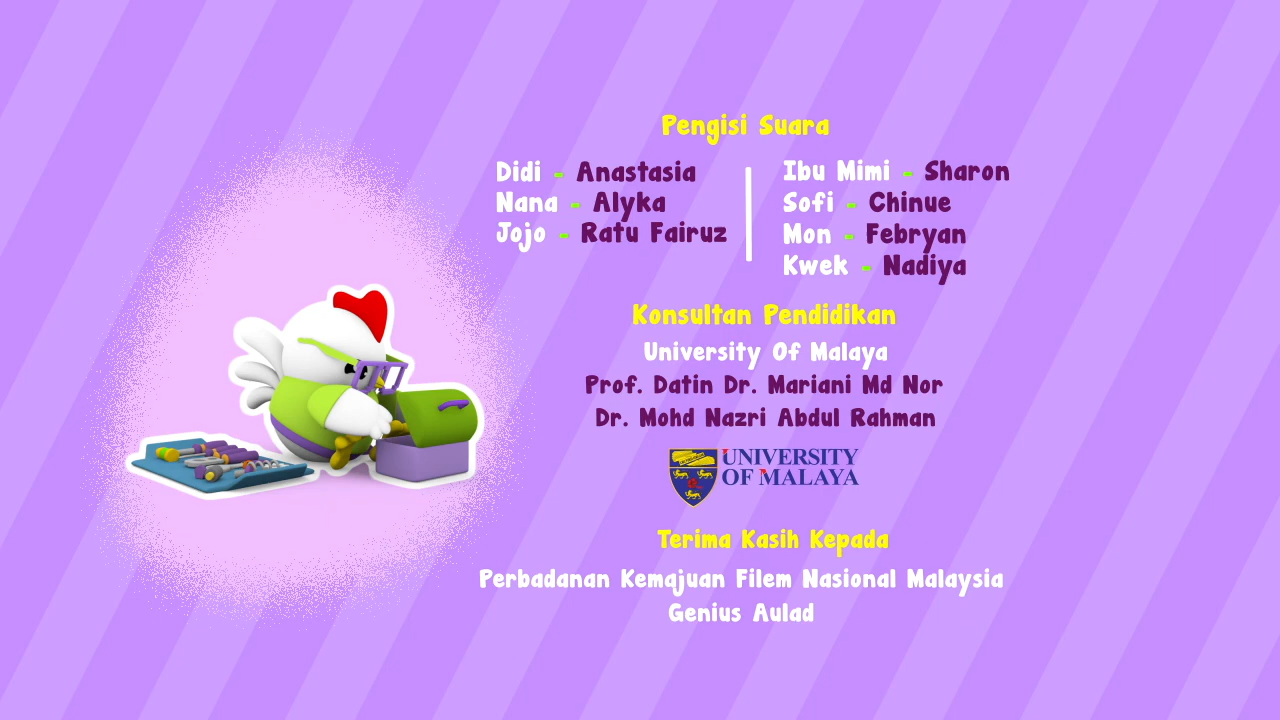 Pengisi Suara
Didi - Anastasia
Nana - Alyka
Jojo - Ratu Fairuz
Ibu Mimi - Sharon
Sofi - Chinue
Mon - Febryan
Kwek - Nadiya
Konsultan Pendidikan
University Of Malaya
Prof. Datin Dr. Mariani Md Nor
Dr. Mohd Nazri Abdul Rahman
UNIVERSITY
OF MALAYA
Terima Kasih Kepada
Perbadanan Kemajuan Filem Nasional Malaysia
Genius Aulad